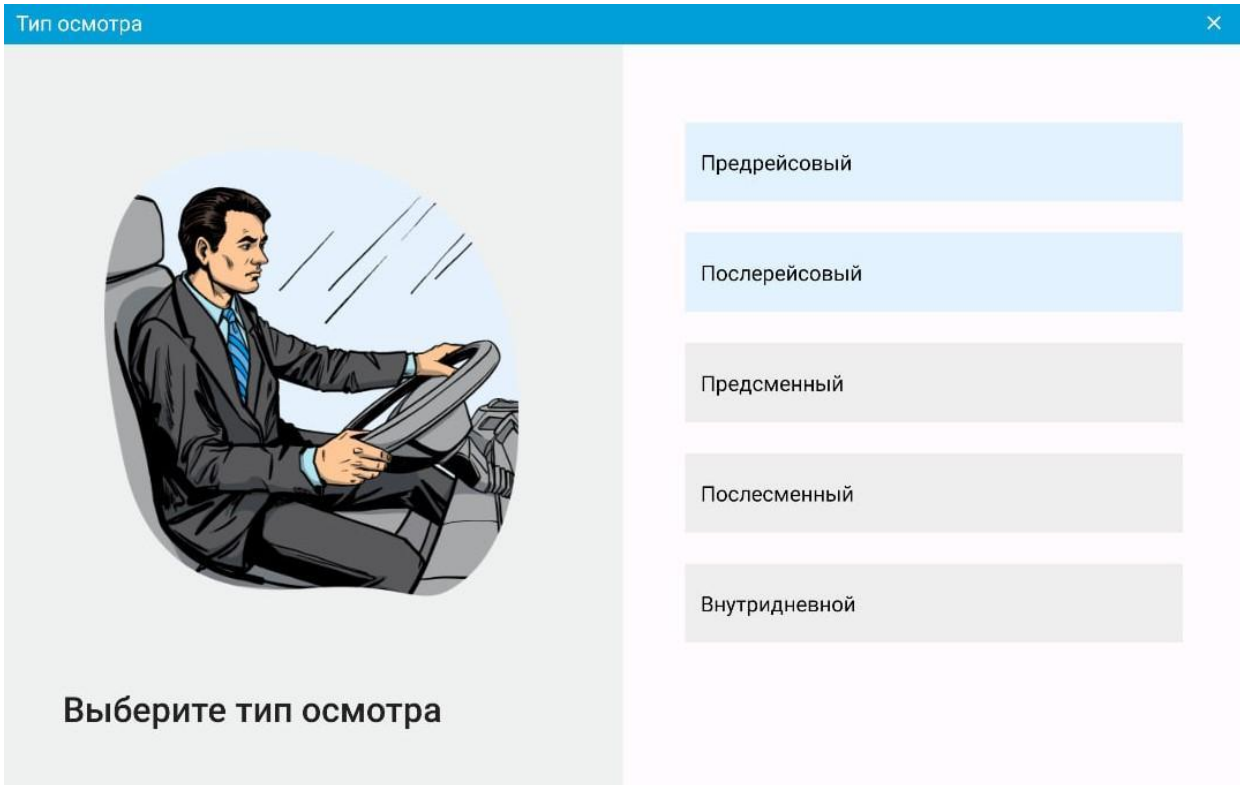 Тип осмотра
Выберите тип осмотра
Предрейсовый
Послерейсовый
Предсменный
Послесменный
Внутридневной